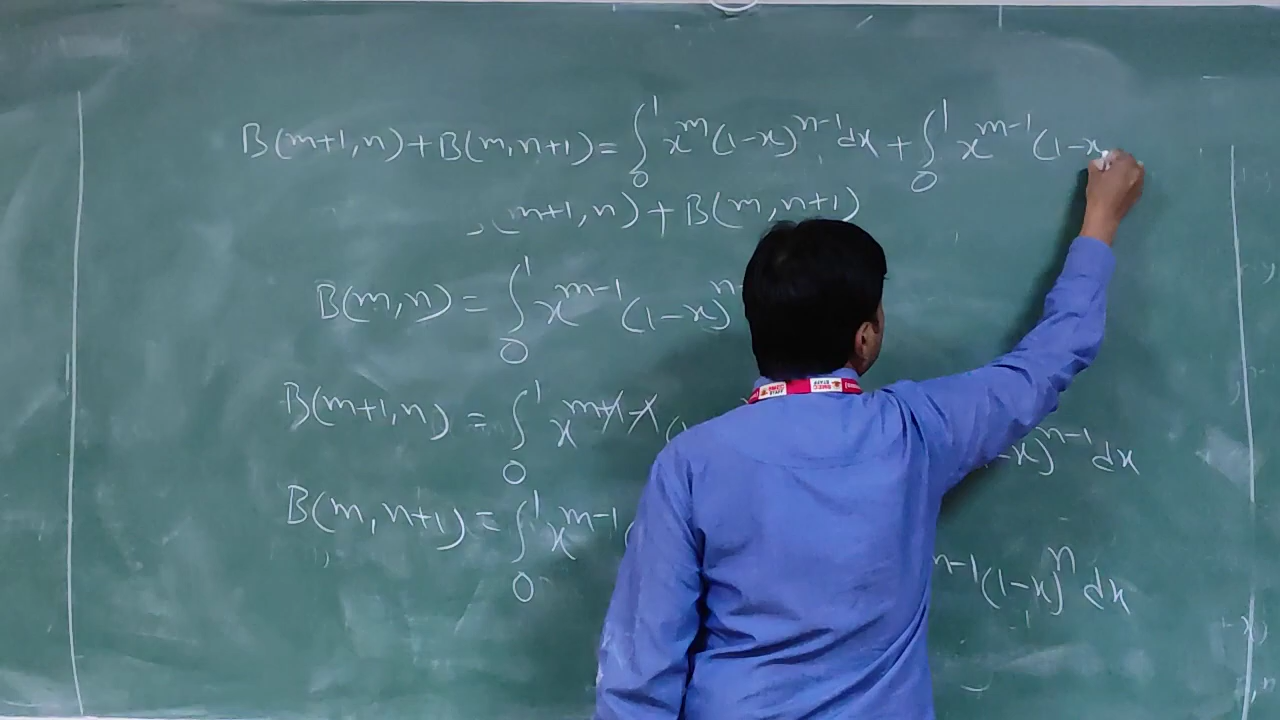 B(m+1,n)+B(m,n+1)= ∫₀¹ x^m (1-x)^{n-1} dx + ∫₀¹ x^{m-1} (1-x
(m+1,n)+B(m,n+1)
B(m,n) = ∫₀¹ x^{m-1} (1-x)^{n-
B(m+1,n) = ∫₀¹ x^{m+1-1} ( -x)^{n-1} dx
B(m,n+1) = ∫₀¹ x^{m-1} ( ^{m-1} (1-x)^n dx